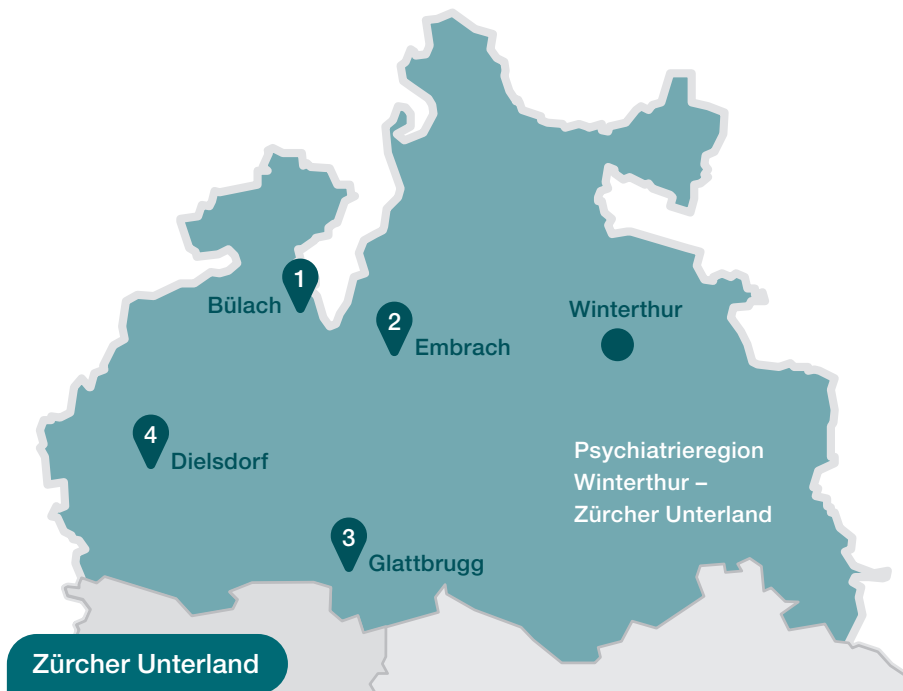 1
Bülach
2
Embrach
Winterthur
4
Dielsdorf
Psychiatrieregion
Winterthur –
Zürcher Unterland
3
Glattbrugg
Zürcher Unterland